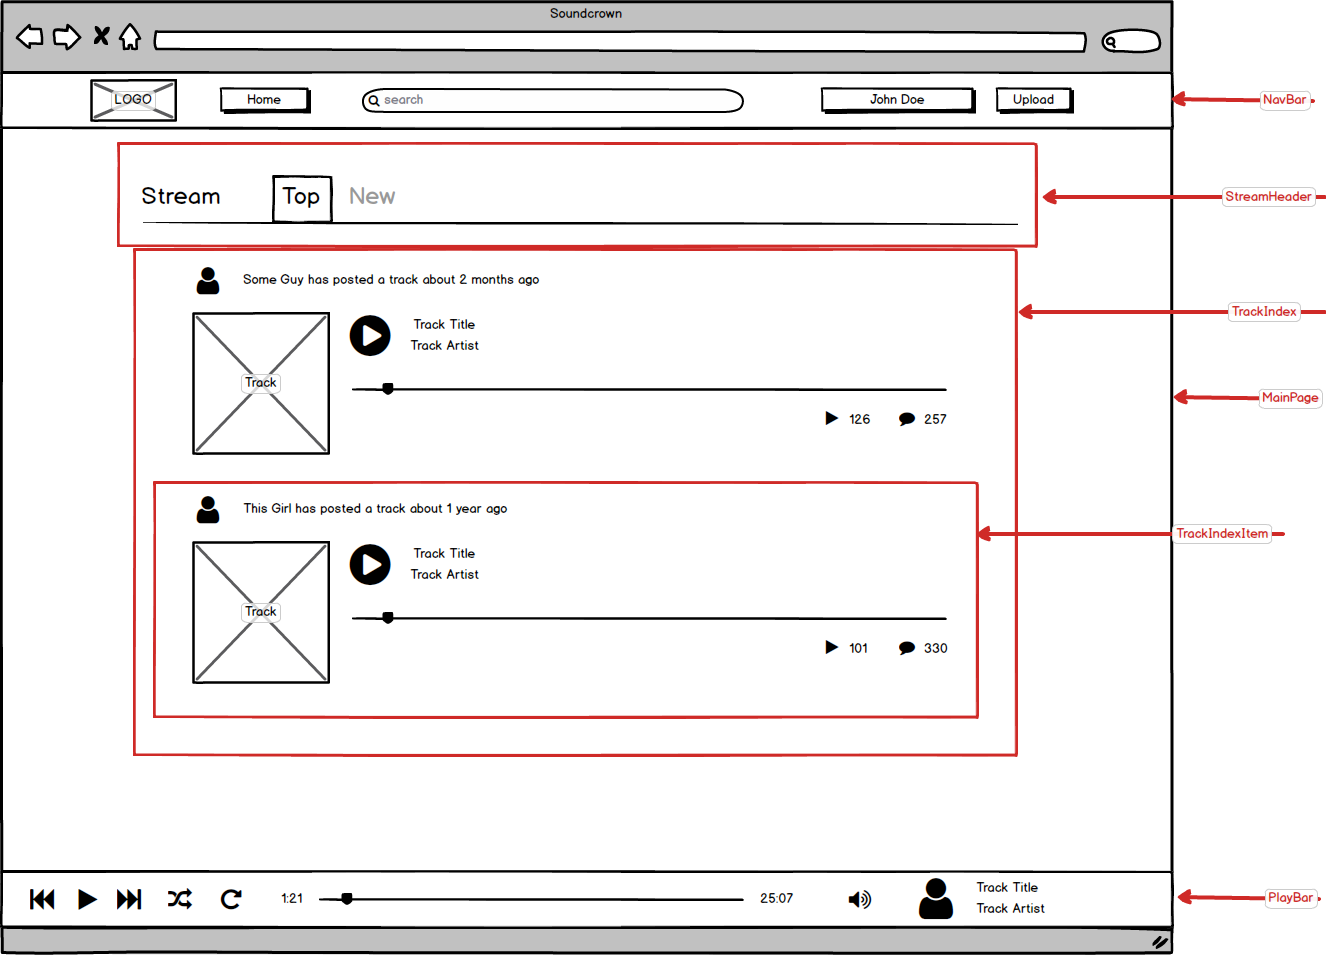 Soundcrown
LOGO
Home
search
John Doe
Upload
NavBar
Stream
Top
New
StreamHeader
Some Guy has posted a track about 2 months ago
TrackIndex
Track Title
Track Artist
Track
MainPage
126
257
This Girl has posted a track about 1 year ago
TrackIndexItem
Track Title
Track Artist
Track
101
330
1:21
25:07
Track Title
Track Artist
PlayBar